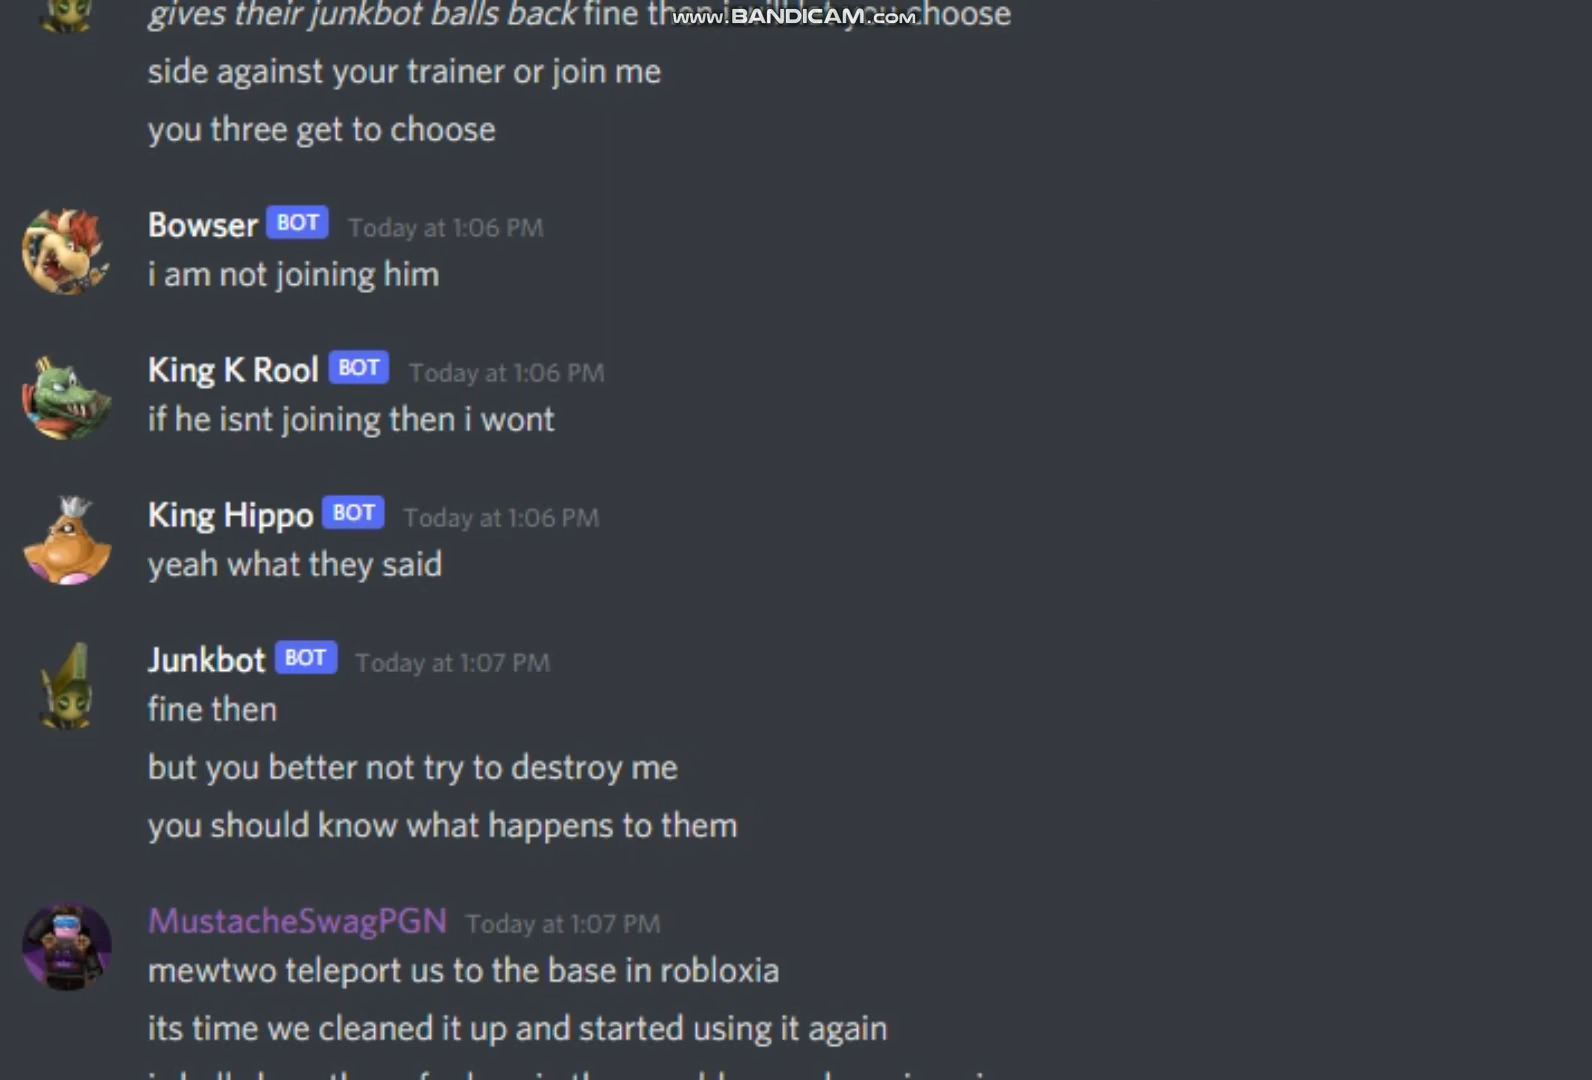 gives their junkbot balls back fine choose
www.BANDICAM.com
side against your trainer or join me
you three get to choose
Bowser BOT Today at 1:06 PM
i am not joining him
King K Rool BOT Today at 1:06 PM
if he isnt joining then i wont
King Hippo BOT Today at 1:06 PM
yeah what they said
Junkbot BOT Today at 1:07 PM
fine then
but you better not try to destroy me
you should know what happens to them
MustacheSwagPGN Today at 1:07 PM
mewtwo teleport us to the base in robloxia
its time we cleaned it up and started using it again